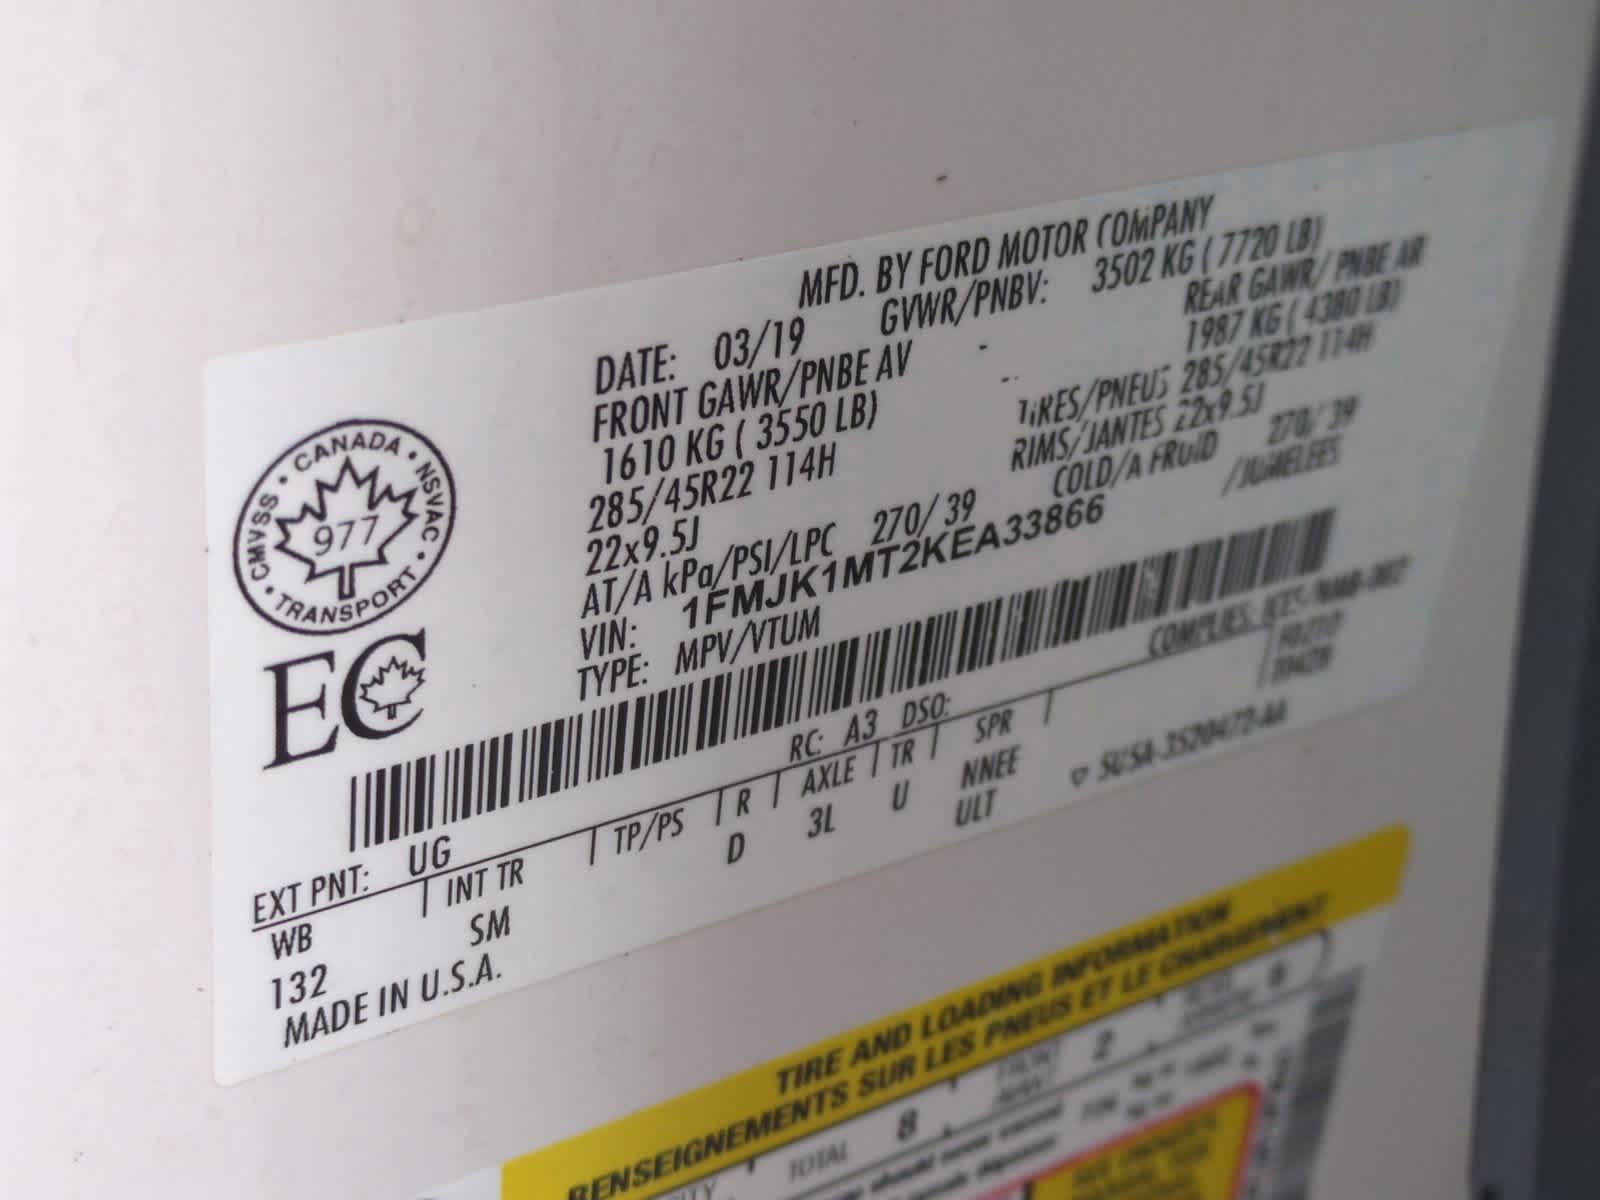 MFD. BY FORD MOTOR COMPANY
DATE: 03/19 GVWR/PNBV: 3502 KG ( 7720 LB)
FRONT GAWR/PNBE AV - REAR GAWR/ PNBE AR
1610 KG ( 3550 LB) - 1987 KG ( 4380 LB)
285/45R22 114H TIRES/PNEUS 285/45R22 114H
22x9.5J RIMS/JANTES 22x9.5J
AT/A kPa/PSI/LPC 270/ 39 COLD/A FROID 270/ 39
VIN: 1FMJK1MT2KEA33866 /JUMELEES
TYPE: MPV/VTUM
CANADA • NSVAC • TRANSPORT • CMVSS •
977
EC
COMPLIES:
RC: A3 DSO:
EXT PNT: UG
WB INT TR TP/PS R AXLE TR SPR
132 SM D 3L U NNEE
ULT
MADE IN U.S.A.
TIRE AND LOADING INFORMATION
RENSEIGNEMENTS SUR LES PNEUS ET LE CHARGEMENT
TOTAL 8 2